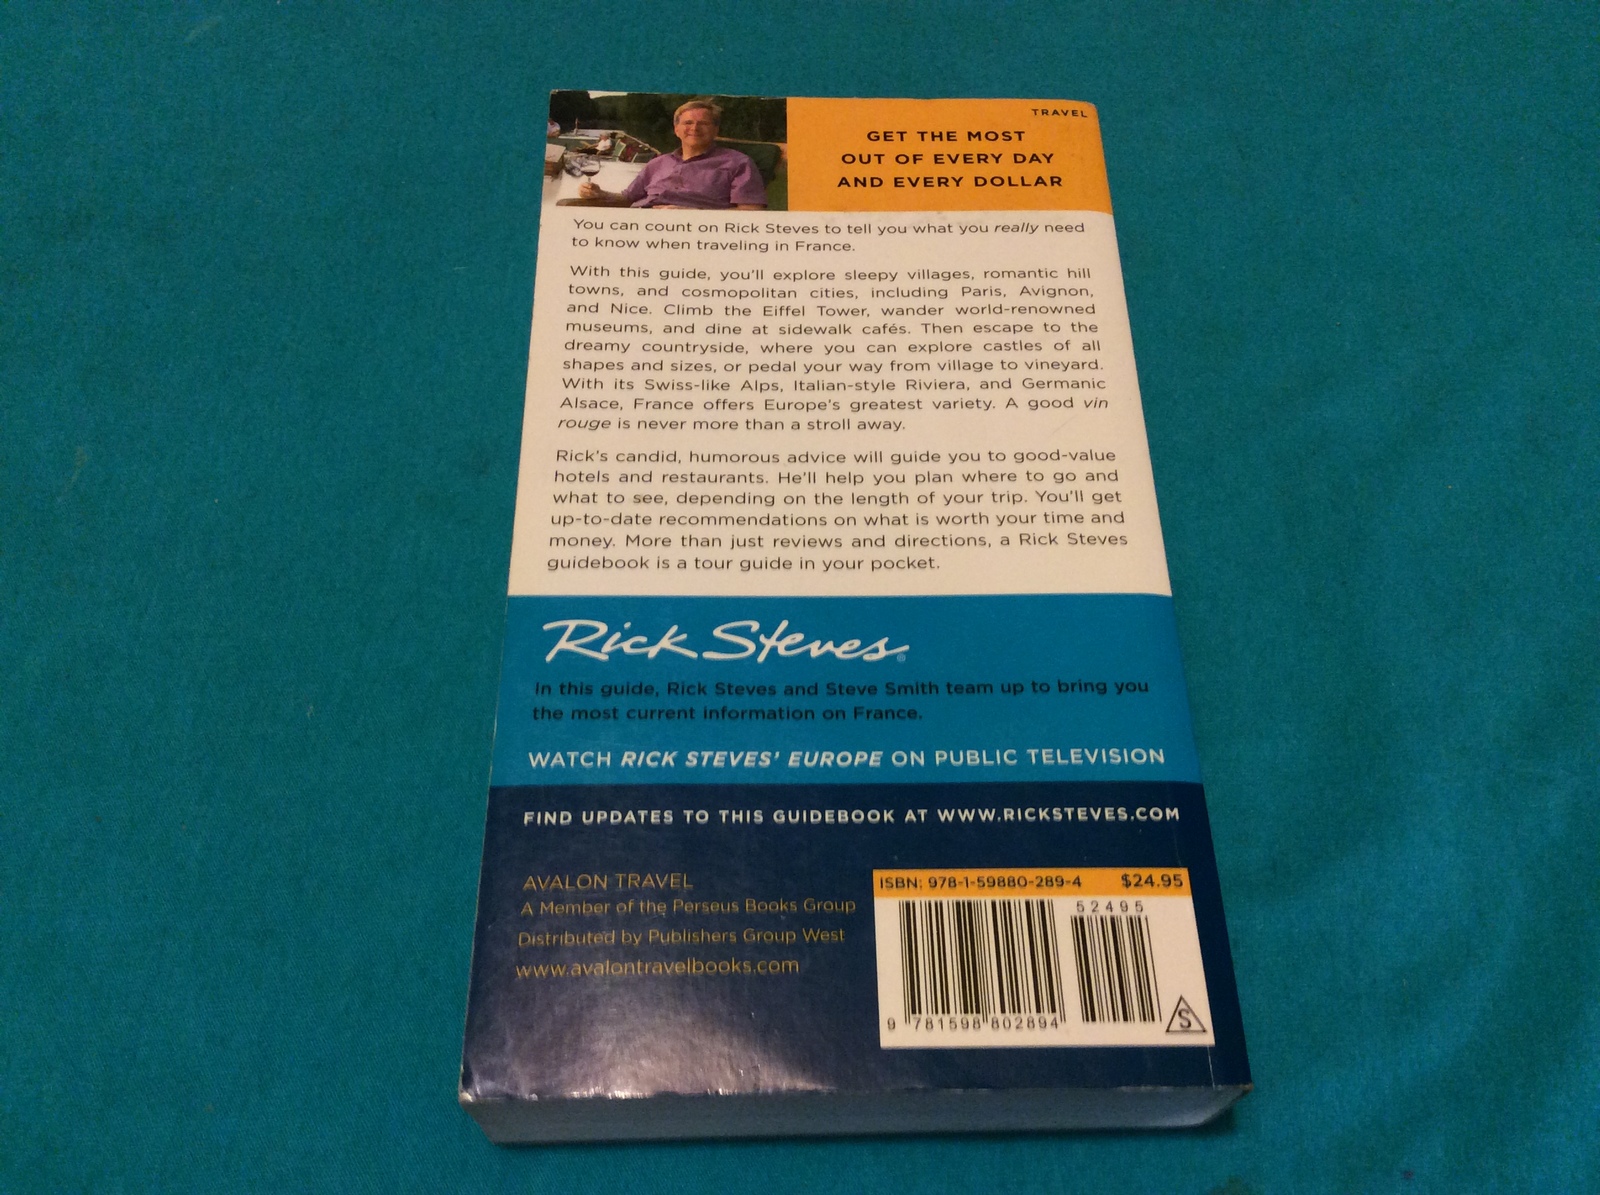 TRAVEL
GET THE MOST
OUT OF EVERY DAY
AND EVERY DOLLAR
You can count on Rick Steves to tell you what you really need
to know when traveling in France.
With this guide, you'll explore sleepy villages, romantic hill
towns, and cosmopolitan cities, including Paris, Avignon,
and Nice. Climb the Eiffel Tower, wander world-renowned
museums, and dine at sidewalk cafés. Then escape to the
dreamy countryside, where you can explore castles of all
shapes and sizes, or pedal your way from village to vineyard.
With its Swiss-like Alps, Italian-style Riviera, and Germanic
Alsace, France offers Europe's greatest variety. A good vin
rouge is never more than a stroll away.
Rick's candid, humorous advice will guide you to good-value
hotels and restaurants. He'll help you plan where to go and
what to see, depending on the length of your trip. You'll get
up-to-date recommendations on what is worth your time and
money. More than just reviews and directions, a Rick Steves
guidebook is a tour guide in your pocket.
Rick Steves®
In this guide, Rick Steves and Steve Smith team up to bring you
the most current information on France.
WATCH RICK STEVES' EUROPE ON PUBLIC TELEVISION
FIND UPDATES TO THIS GUIDEBOOK AT WWW.RICKSTEVES.COM
AVALON TRAVEL
A Member of the Perseus Books Group
Distributed by Publishers Group West
www.avalontravelbooks.com
ISBN: 978-1-59880-289-4 $24.95
52495
9 781598 802894
S